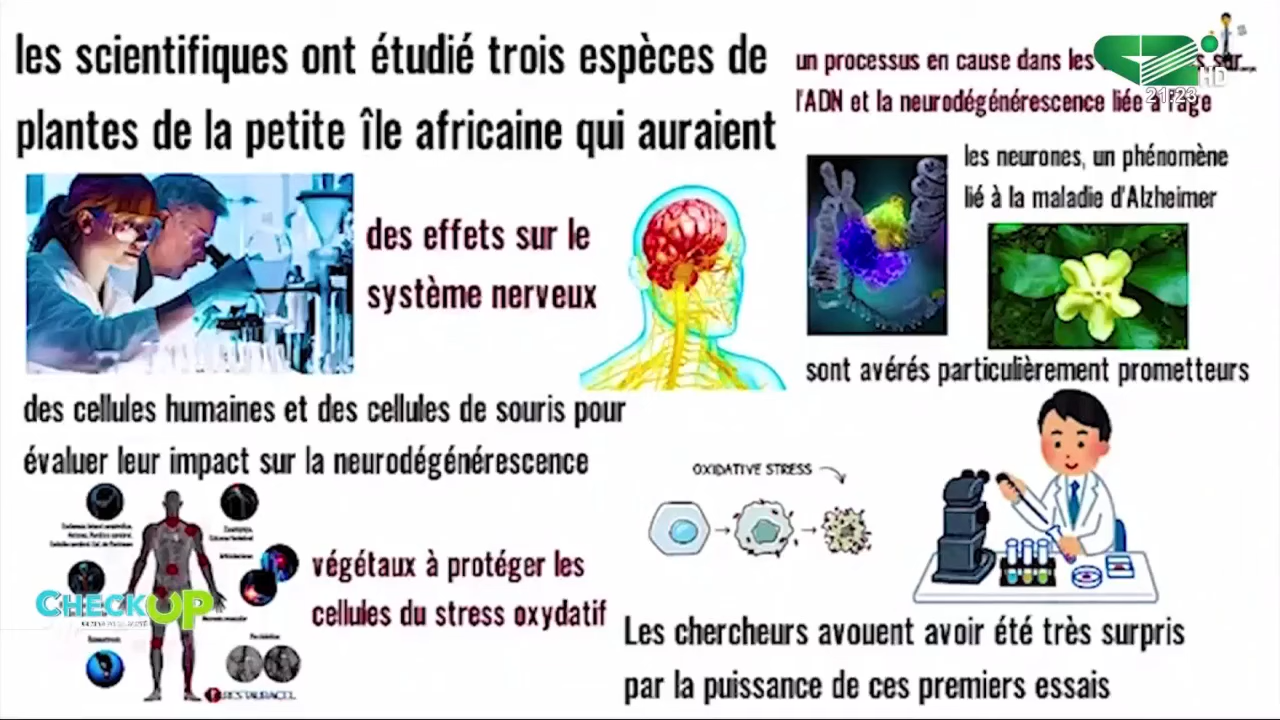 les scientifiques ont étudié trois espèces de
plantes de la petite île africaine qui auraient
des effets sur le
système nerveux
des cellules humaines et des cellules de souris pour
évaluer leur impact sur la neurodégénérescence
végétaux à protéger les
cellules du stress oxydatif
CHECKUP
RESTAURACEL
un processus en cause dans les sur
l'ADN et la neurodégénérescence liée à l'âge
HD
21:23
les neurones, un phénomène
lié à la maladie d'Alzheimer
sont avérés particulièrement prometteurs
OXIDATIVE STRESS
Les chercheurs avouent avoir été très surpris
par la puissance de ces premiers essais